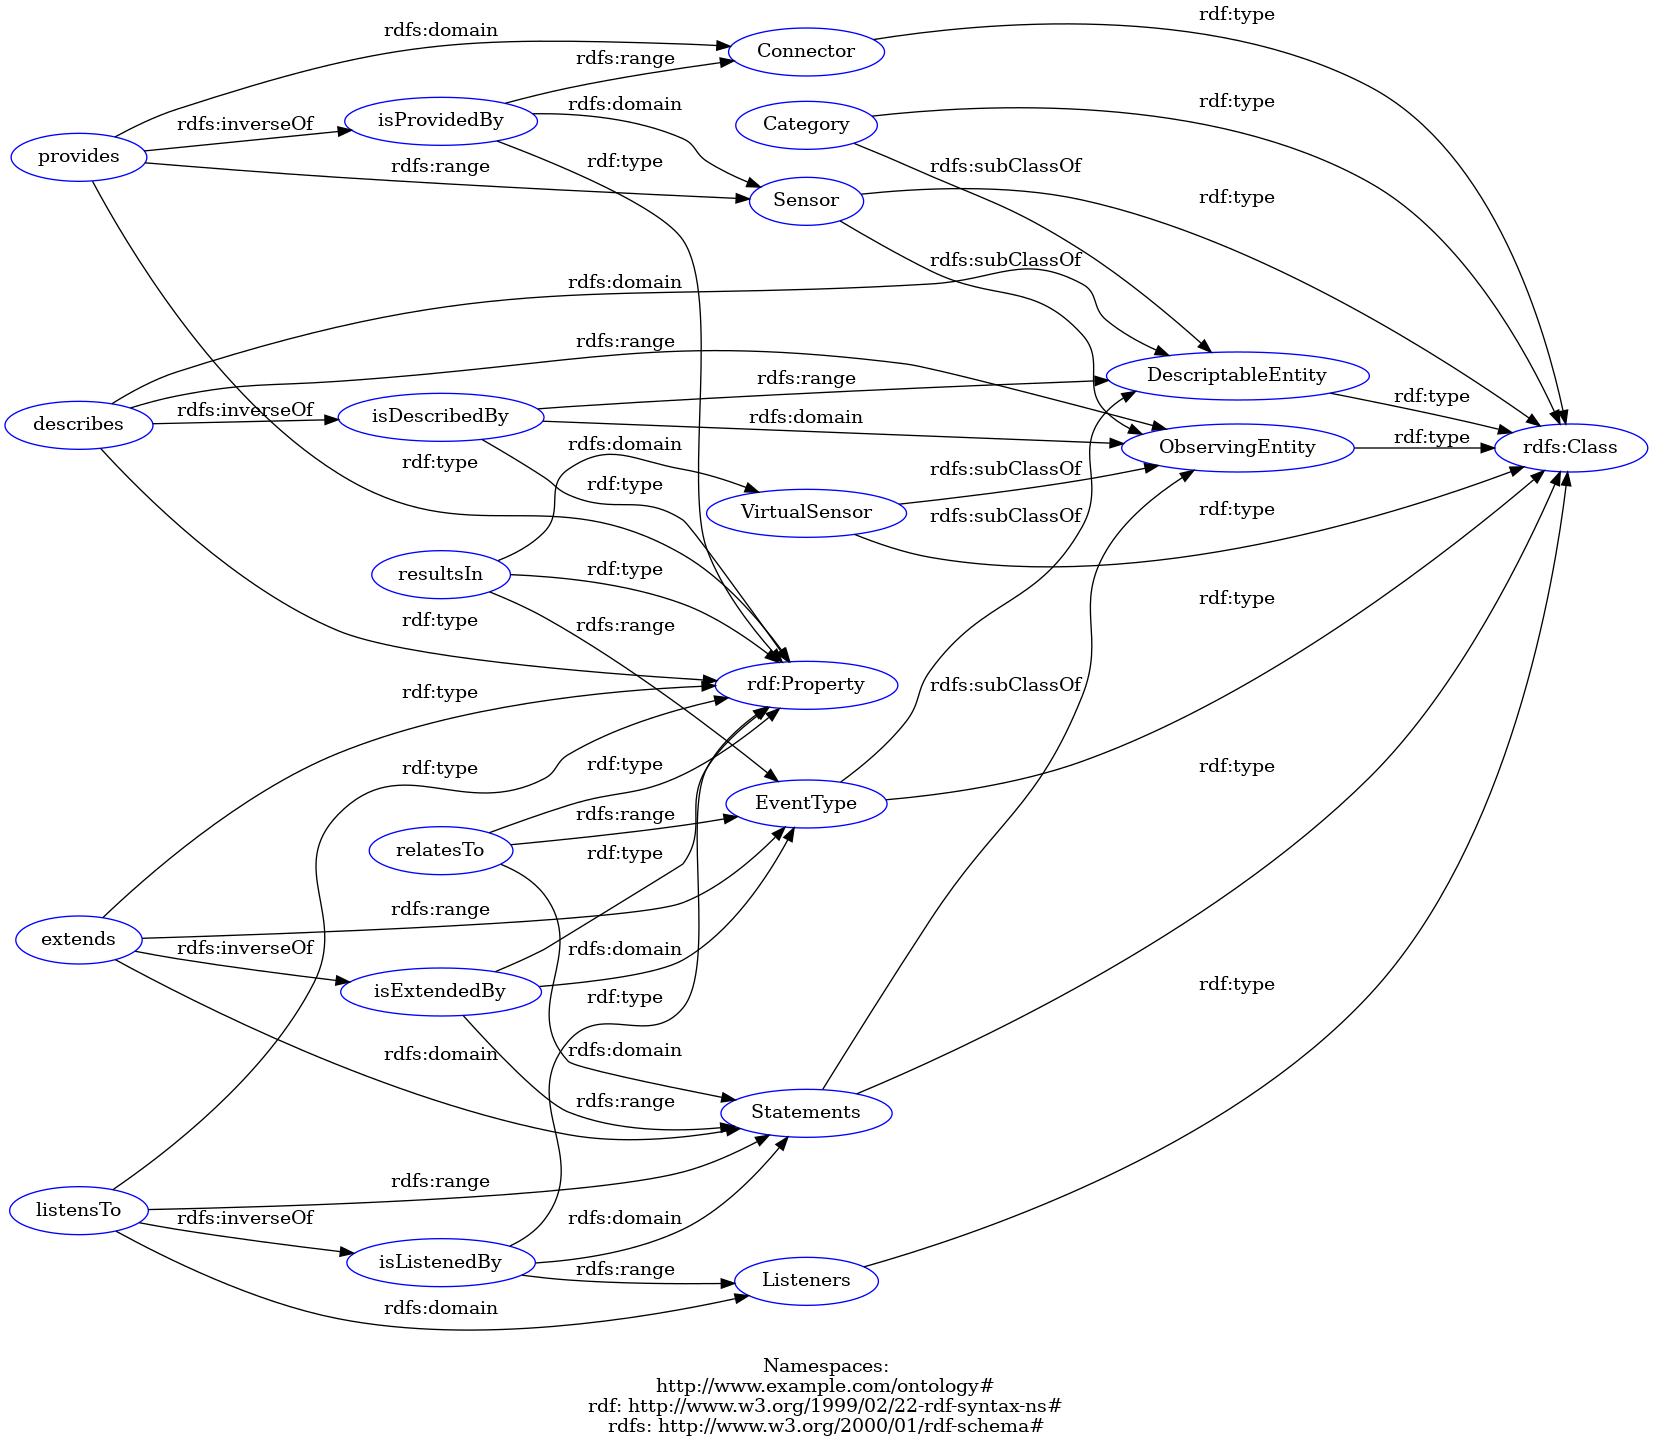 rdf:type
rdfs:domain
Connector
rdfs:range
rdf:type
rdfs:domain
isProvidedBy
rdfs:inverseOf
Category
provides
rdf:type
rdfs:range
rdfs:subClassOf
Sensor
rdf:type
rdfs:subClassOf
rdfs:domain
rdfs:range
rdfs:range
DescriptableEntity
rdf:type
rdfs:inverseOf
isDescribedBy
rdfs:domain
describes
rdf:type
rdfs:domain
ObservingEntity
rdfs:Class
rdf:type
rdf:type
rdfs:subClassOf
VirtualSensor
rdf:type
rdfs:subClassOf
resultsIn
rdf:type
rdf:type
rdf:type
rdfs:range
rdf:type
rdf:Property
rdfs:subClassOf
rdf:type
rdf:type
rdf:type
EventType
rdfs:range
relatesTo
rdf:type
rdfs:range
extends
rdfs:inverseOf
rdfs:domain
isExtendedBy
rdf:type
rdf:type
rdfs:domain
rdfs:domain
rdfs:range
Statements
rdfs:range
listensTo
rdfs:inverseOf
rdfs:domain
isListenedBy
rdfs:range
Listeners
rdfs:domain
Namespaces:
http://www.example.com/ontology#
rdf: http://www.w3.org/1999/02/22-rdf-syntax-ns#
rdfs: http://www.w3.org/2000/01/rdf-schema#